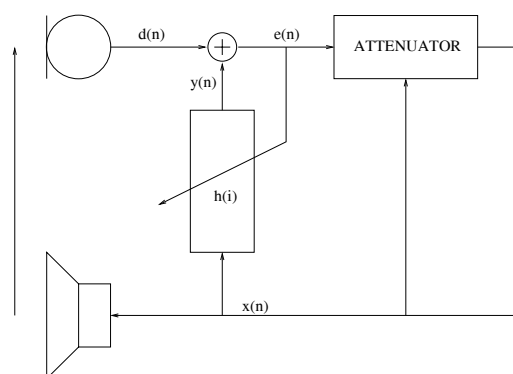 d(n)
e(n)
ATTENUATOR
y(n)
h(i)
x(n)